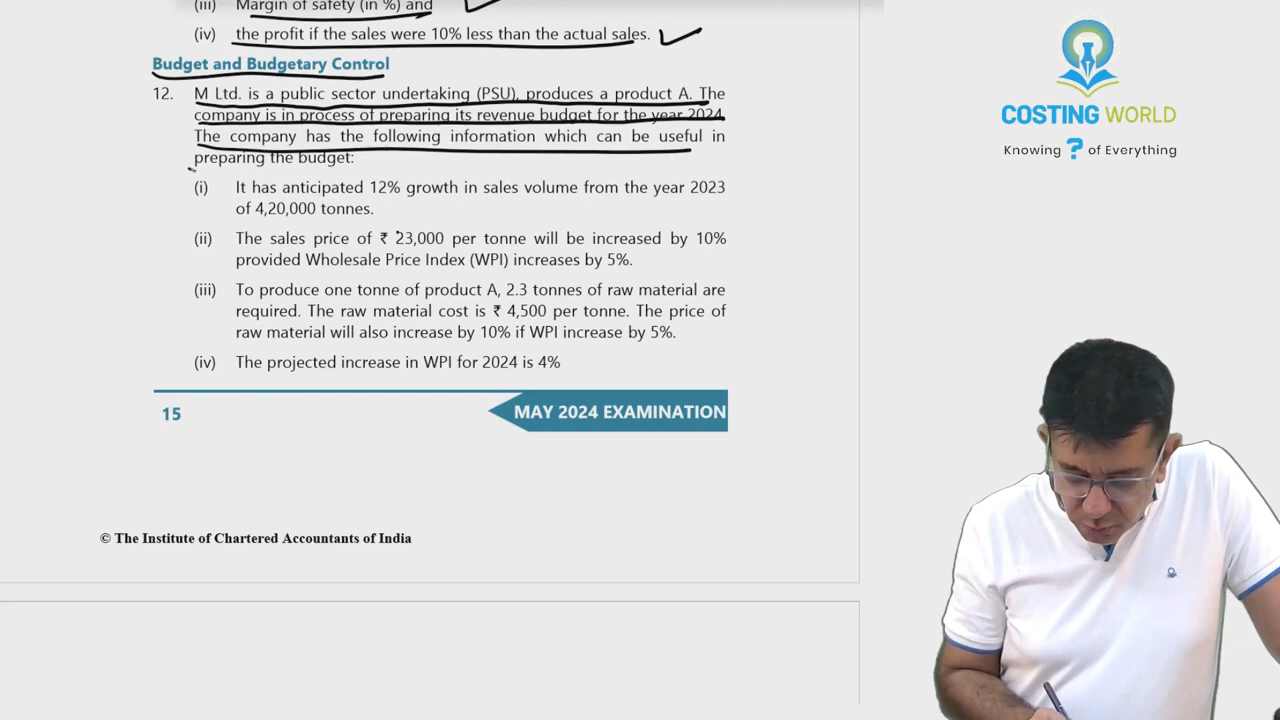 (iii) Margin of safety (in %) and
(iv) the profit if the sales were 10% less than the actual sales.
Budget and Budgetary Control
12. M Ltd. is a public sector undertaking (PSU), produces a product A. The
company is in process of preparing its revenue budget for the year 2024.
The company has the following information which can be useful in
preparing the budget:
(i) It has anticipated 12% growth in sales volume from the year 2023
of 4,20,000 tonnes.
(ii) The sales price of ₹ 23,000 per tonne will be increased by 10%
provided Wholesale Price Index (WPI) increases by 5%.
(iii) To produce one tonne of product A, 2.3 tonnes of raw material are
required. The raw material cost is ₹ 4,500 per tonne. The price of
raw material will also increase by 10% if WPI increase by 5%.
(iv) The projected increase in WPI for 2024 is 4%
15
MAY 2024 EXAMINATION
© The Institute of Chartered Accountants of India
COSTING WORLD
Knowing ? of Everything